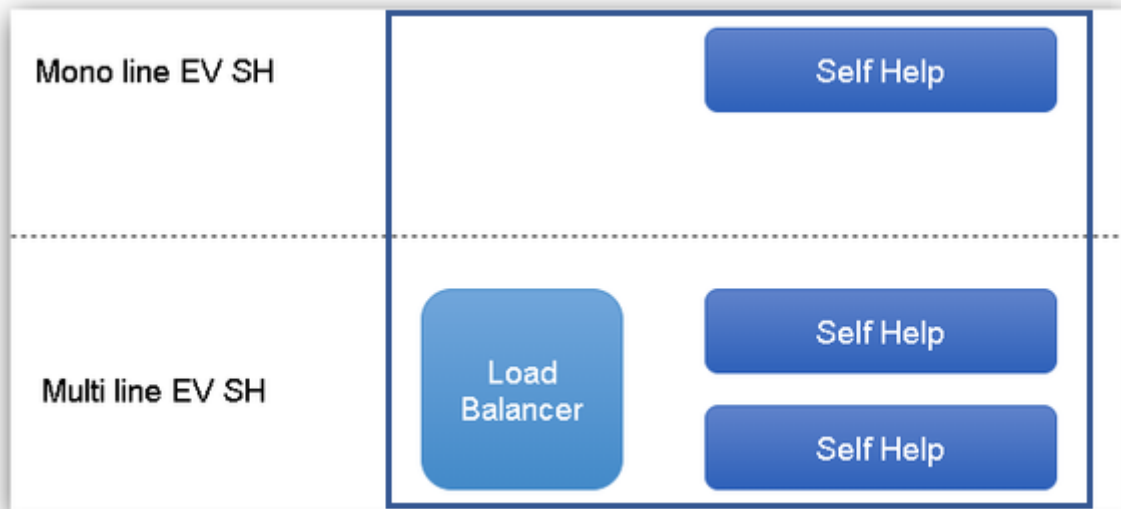 Mono line EV SH
Self Help
Self Help
Multi line EV SH
Load
Balancer
Self Help